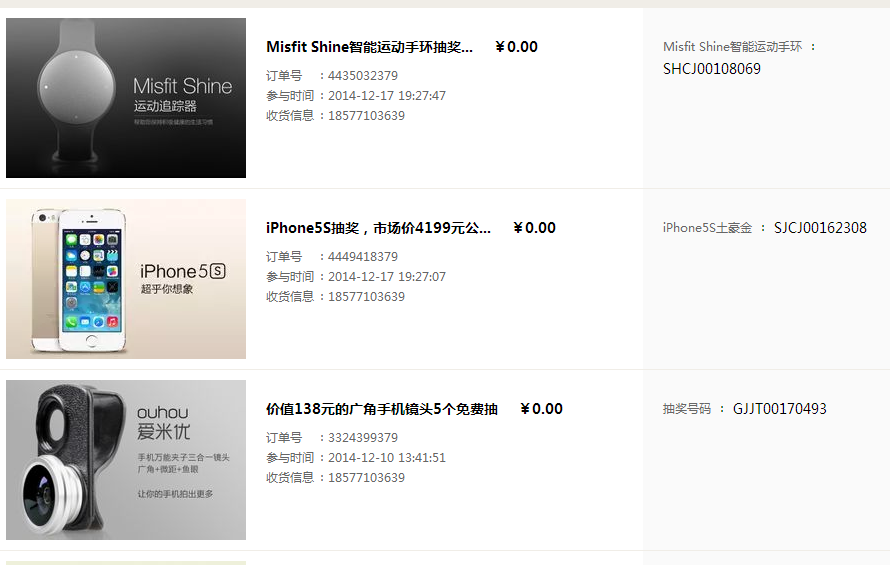 Misfit Shine
运动追踪器
Misfit Shine智能运动手环抽奖... ￥0.00
订单号 ：4435032379
参与时间 ：2014-12-17 19:27:47
收货信息 ：18577103639
Misfit Shine智能运动手环 ：
SHCJ00108069
iPhone 5S
超乎你想象
iPhone5S抽奖，市场价4199元公... ￥0.00
订单号 ：4449418379
参与时间 ：2014-12-17 19:27:07
收货信息 ：18577103639
iPhone5S土豪金 ： SJCJ00162308
ouhou
爱米优
手机万能夹子三合一镜头
广角+微距+鱼眼
让你的手机拍出更多
价值138元的广角手机镜头5个免费抽 ￥0.00
订单号 ：3324399379
参与时间 ：2014-12-10 13:41:51
收货信息 ：18577103639
抽奖号码 ： GJJT00170493